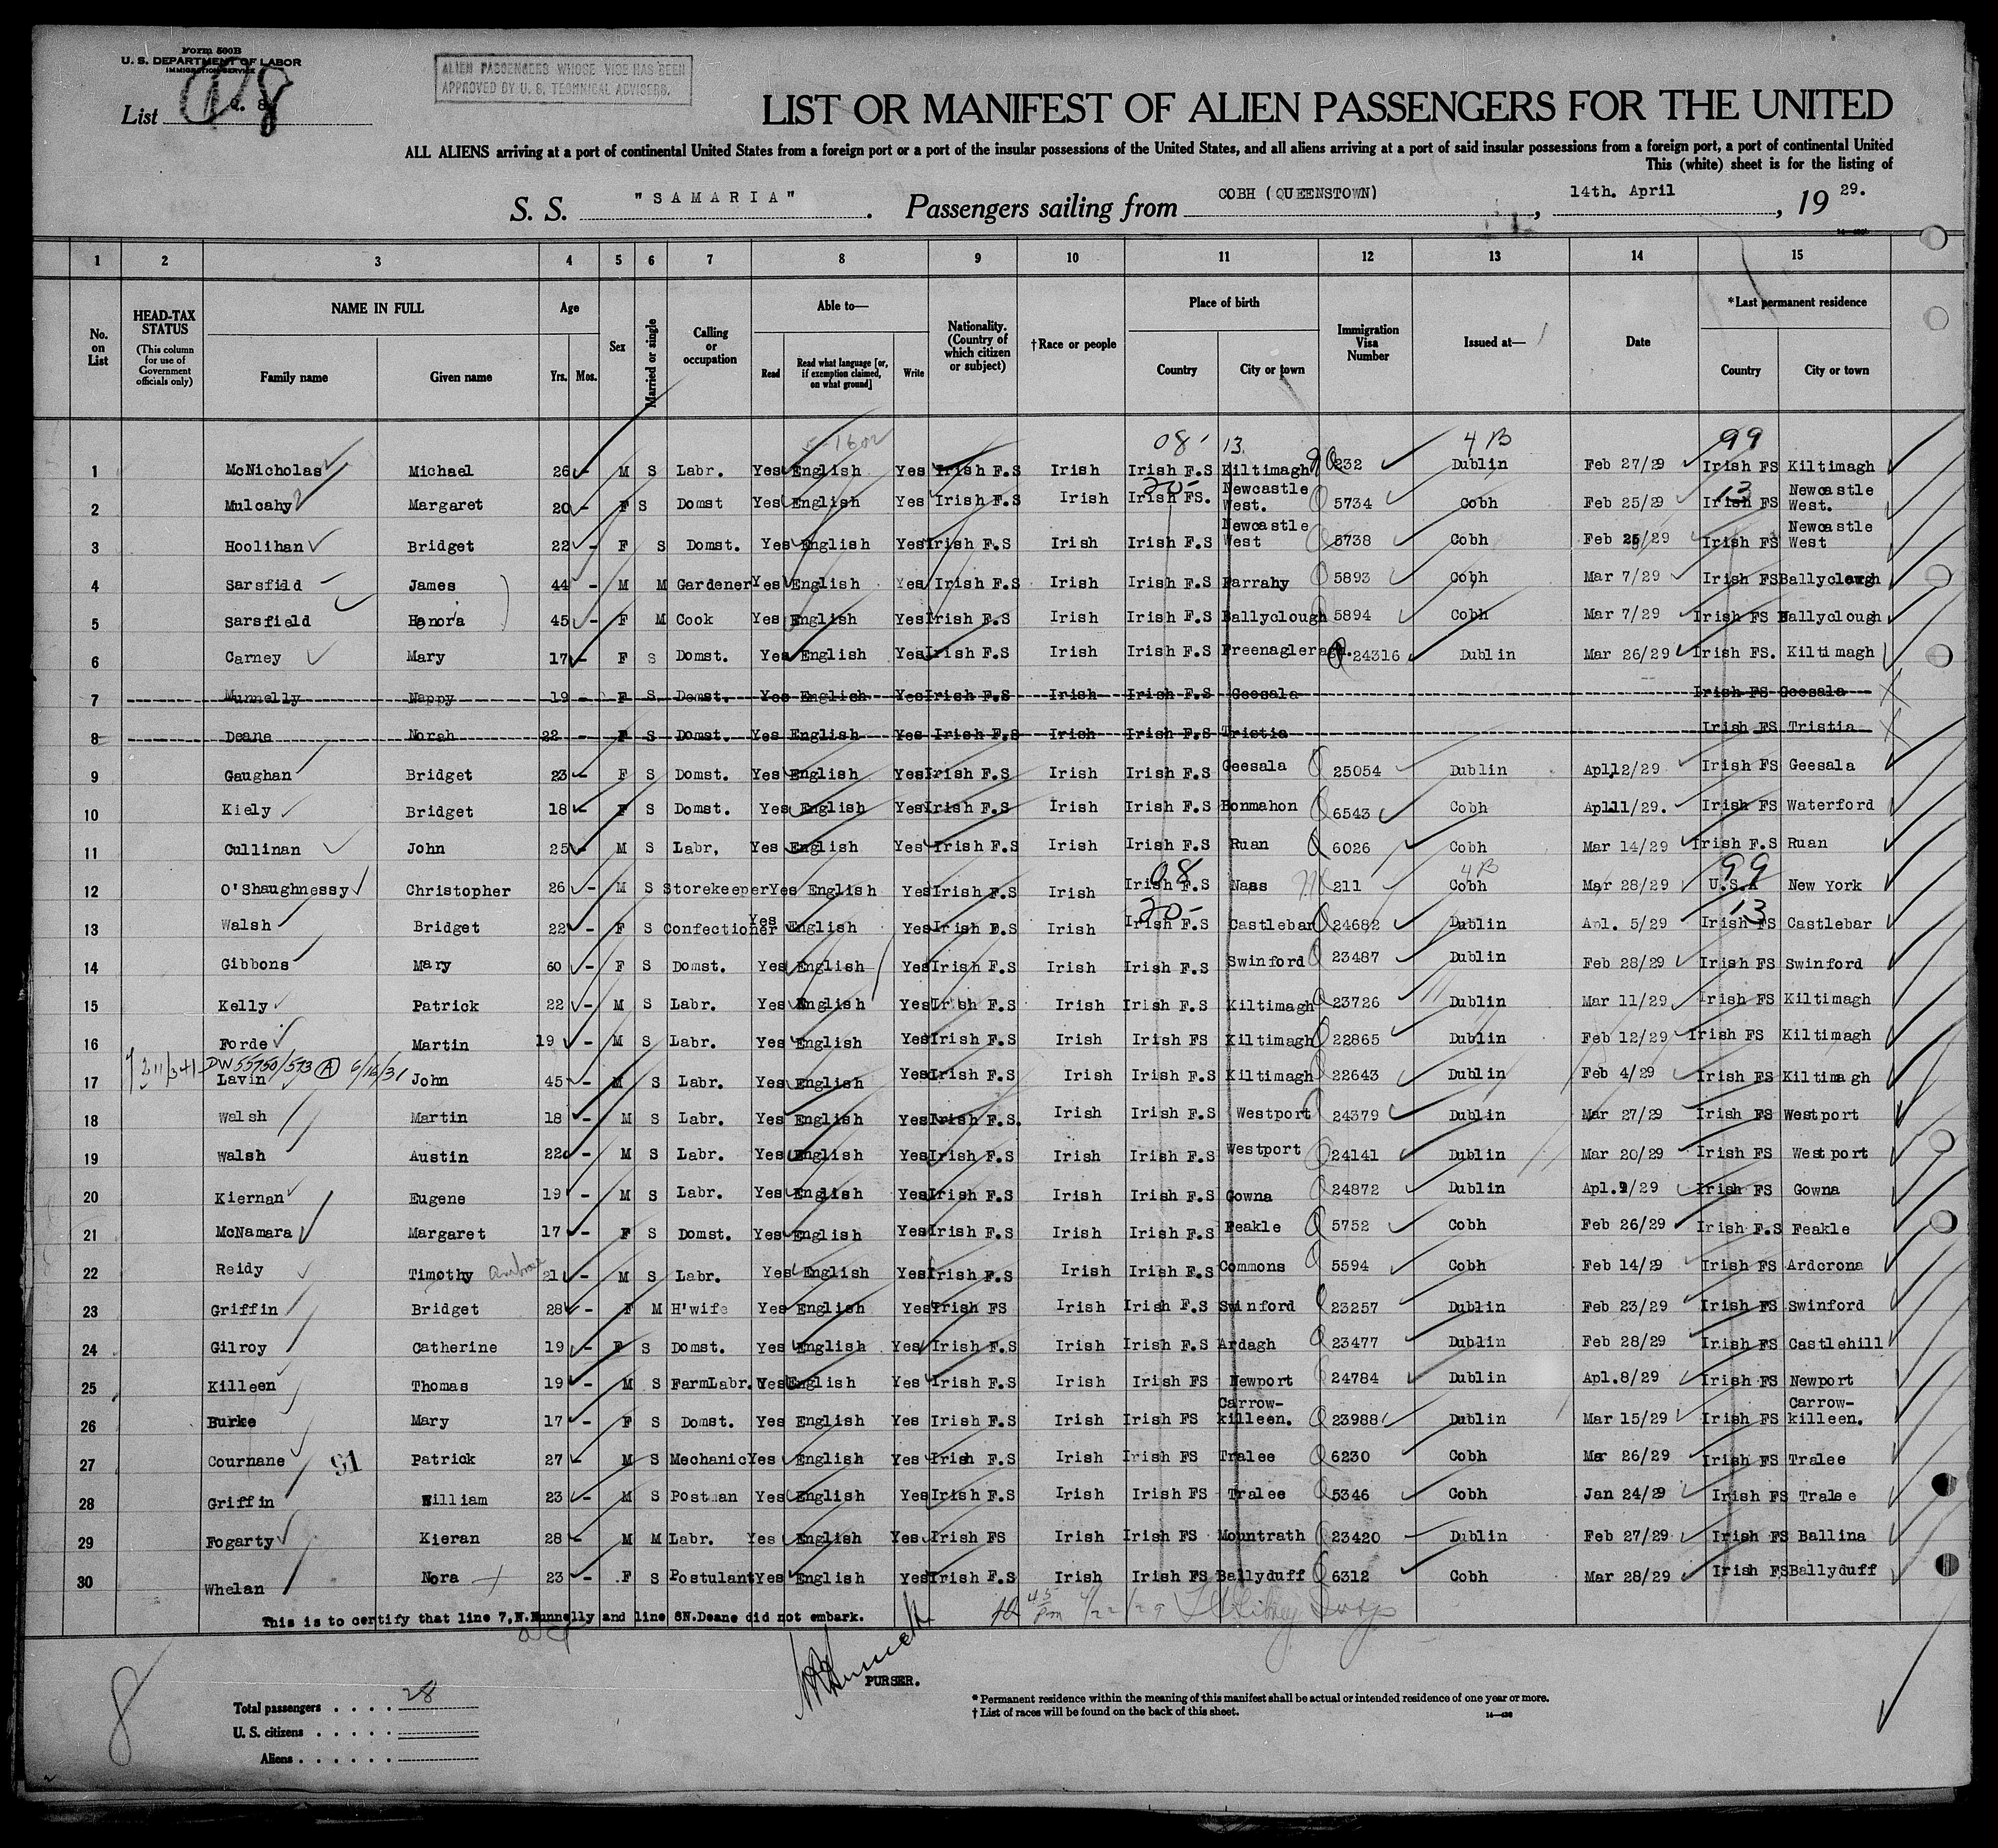 Form 500B
U. S. DEPARTMENT OF LABOR
IMMIGRATION SERVICE
List 8
ALIEN PASSENGERS WHOSE VISE HAS BEEN
APPROVED BY U. S. TECHNICAL ADVISERS.
LIST OR MANIFEST OF ALIEN PASSENGERS FOR THE UNITED
ALL ALIENS arriving at a port of continental United States from a foreign port or a port of the insular possessions of the United States, and all aliens arriving at a port of said insular possessions from a foreign port, a port of continental United
This (white) sheet is for the listing of
S. S. "SAMARIA". Passengers sailing from COBH (QUEENSTOWN), 14th. April, 19 29.
1 2 3 4 5 6 7 8 9 10 11 12 13 14 15
No. on List HEAD-TAX STATUS (This column for use of Government officials only) NAME IN FULL Family name Given name Age Yrs. Mos. Sex Married or single Calling or occupation Able to— Read Read what language [or, if exemption claimed, on what ground] Write Nationality. (Country of which citizen or subject) †Race or people Place of birth Country City or town Immigration Visa Number Issued at— Date *Last permanent residence Country City or town
08 13. 4 B 99
1 McNicholas Michael 26 - M S Labr. Yes English Yes Irish F.S Irish Irish F.S Kiltimagh 232 Dublin Feb 27/29 Irish FS Kiltimagh
20- 13
2 Mulcahy Margaret 20 - F S Domst Yes English Yes Irish F.S Irish Irish FS. Newcastle West. 5734 Cobh Feb 25/29 Irish FS Newcastle West.
3 Hoolihan Bridget 22 - F S Domst. Yes English Yes Irish F.S Irish Irish F.S Newcastle West 5738 Cobh Feb 25/29 Irish FS Newcastle West
4 Sarsfild James 44 - M M Gardener Yes English Yes Irish F.S Irish Irish F.S Farrahy 5893 Cobh Mar 7/29 Irish FS Ballyclough
5 Sarsfield Honora 45 - F M Cook Yes English Yes Irish F.S Irish Irish F.S Ballyclough 5894 Cobh Mar 7/29 Irish FS Ballyclough
6 Carney Mary 17 - F S Domst. Yes English Yes Irish F.S Irish Irish F.S 24316 Dublin Mar 26/29 Irish FS. Kiltimagh
7 Munnelly Nappy 19 - F S. Domst. Yes English Yes Irish F.S Irish Irish F.S Geesala Irish FS Geesala
8 Deane Norah 22 - F S Domst. Yes English Yes Irish F.S Irish Irish F.S Tristia Irish FS Tristia
9 Gaughan Bridget 23 - F S Domst. Yes English Yes Irish F.S Irish Irish F.S Geesala 25054 Dublin Apl12/29 Irish FS Geesala
10 Kiely Bridget 18 - F S Domst. Yes English Yes Irish F.S Irish Irish F.S Bonmahon 6543 Cobh Apl11/29. Irish FS Waterford
11 Cullinan John 25 - M S Labr, Yes English Yes Irish F.S Irish Irish F.S Ruan 6026 Cobh Mar 14/29 Irish F.S Ruan
08 4 B 99
12 O'Shaughnessy Christopher 26 - M S Storekeeper Yes English Yes Irish F.S Irish Irish F.S Naas 211 Cobh Mar 28/29 U.S.A New York
20- 13
13 Walsh Bridget 22 - F S Confectioner Yes English Yes Irish F.S Irish Irish F.S Castlebar 24682 Dublin Apl. 5/29 Irish FS Castlebar
14 Gibbons Mary 60 - F S Domst. Yes English Yes Irish F.S Irish Irish F.S Swinford 23487 Dublin Feb 28/29 Irish FS Swinford
15 Kelly Patrick 22 - M S Labr. Yes English Yes Irish F.S Irish Irish F.S Kiltimagh 23726 Dublin Mar 11/29 Irish FS Kiltimagh
16 Forde Martin 19 - M S Labr. Yes English Yes Irish F.S Irish Irish FS Kiltimagh 22865 Dublin Feb 12/29 Irish FS Kiltimagh
DW 55750/573 (A) 6/16/31
17 Lavin John 45 - M S Labr. Yes English Yes Irish F.S Irish Irish F.S Kiltimagh 22643 Dublin Feb 4/29 Irish FS Kiltimagh
18 Walsh Martin 18 - M S Labr. Yes English Yes Irish F.S. Irish Irish F.S Westport 24379 Dublin Mar 27/29 Irish FS Westport
19 Walsh Austin 22 - M S Labr. Yes English Yes Irish F.S Irish Irish F.S Westport 24141 Dublin Mar 20/29 Irish FS Westport
20 Kiernan Eugene 19 - M S Labr. Yes English Yes Irish F.S Irish Irish F.S Gowna 24872 Dublin Apl.9/29 Irish FS Gowna
21 McNamara Margaret 17 - F S Domst. Yes English Yes Irish F.S Irish Irish F.S Feakle 5752 Cobh Feb 26/29 Irish F.S Feakle
22 Reidy Timothy Ambrose 21 - M S Labr. Yes English Yes Irish F.S Irish Irish F.S Commons 5594 Cobh Feb 14/29 Irish FS Ardcrona
23 Griffin Bridget 28 - F M H'wife Yes English Yes Irish FS Irish Irish F.S Swinford 23257 Dublin Feb 23/29 Irish FS Swinford
24 Gilroy Catherine 19 - F S Domst. Yes English Yes Irish F.S Irish Irish F.S Ardagh 23477 Dublin Feb 28/29 Irish FS Castlehill
25 Killeen Thomas 19 - M S FarmLabr. Yes English Yes Irish F.S Irish Irish FS Newport 24784 Dublin Apl.8/29 Irish FS Newport
26 Burke Mary 17 - F S Domst. Yes English Yes Irish F.S Irish Irish FS Carrow-killeen. 23988 Dublin Mar 15/29 Irish FS Carrow-killeen.
27 Cournane 91 Patrick 27 - M S Mechanic Yes English Yes Irish F.S Irish Irish FS Tralee 6230 Cobh Mar 26/29 Irish FS Tralee
28 Griffin William 23 - M S Postman Yes English Yes Irish F.S Irish Irish FS Tralee 5346 Cobh Jan 24/29 Irish FS Tralee
29 Fogarty Kieran 28 - M M Labr. Yes English Yes Irish FS Irish Irish FS Mountrath 23420 Dublin Feb 27/29 Irish FS Ballina
30 Whelan Nora 23 - F S Postulant Yes English Yes Irish F.S Irish Irish FS Ballyduff 6312 Cobh Mar 28/29 Irish FS Ballyduff
This is to certify that line 7,N.Munnelly and line 8N.Deane did not embark.
4/22/29
PURSER.
8
Total passengers . . . . 28
U. S. citizens . . . . .
Aliens . . . . . .
* Permanent residence within the meaning of this manifest shall be actual or intended residence of one year or more.
† List of races will be found on the back of this sheet.